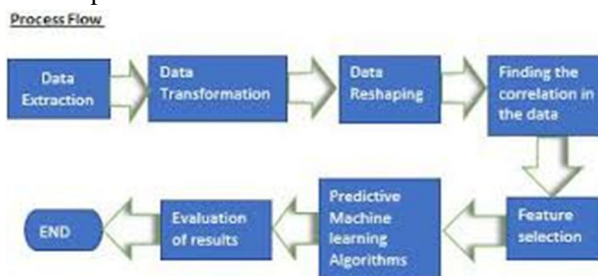 Process Flow
Data
Extraction
Data
Transformation
Data
Reshaping
Finding the
correlation in
the data
Feature
selection
Predictive
Machine
learning
Algorithms
Evaluation
of results
END